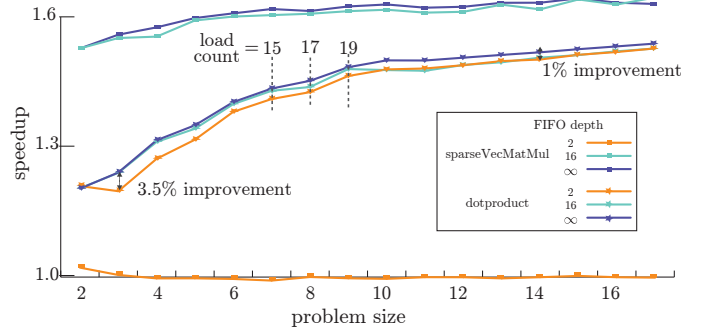 1.6
load
count = 15 17 19
1% improvement
FIFO depth
2
sparseVecMatMul 16
∞
2
dotproduct 16
∞
1.3
speedup
3.5% improvement
1.0
2 4 6 8 10 12 14 16
problem size